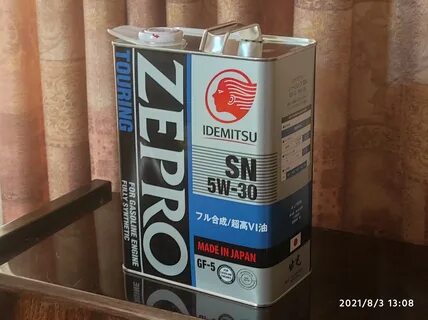 ZEPRO
TOURING
FOR GASOLINE ENGINE
FULLY SYNTHETIC
IDEMITSU
SN
5W-30
フル合成/超高VI油
MADE IN JAPAN
GF-5
2021/8/3 13:08